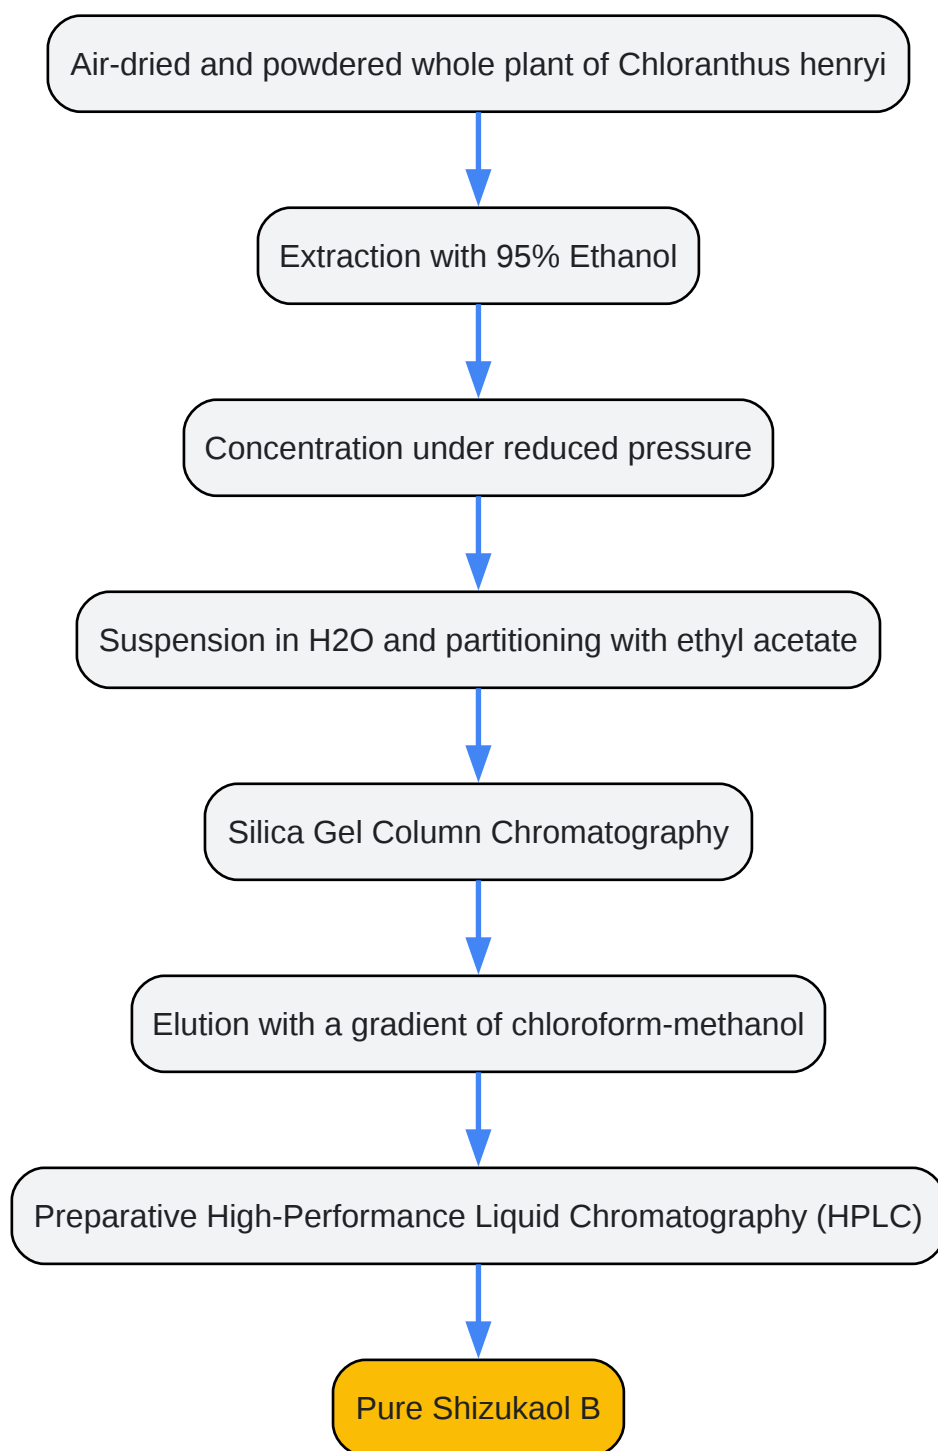 Air-dried and powdered whole plant of Chloranthus henryi
Extraction with 95% Ethanol
Concentration under reduced pressure
Suspension in H2O and partitioning with ethyl acetate
Silica Gel Column Chromatography
Elution with a gradient of chloroform-methanol
Preparative High-Performance Liquid Chromatography (HPLC)
Pure Shizukaol B